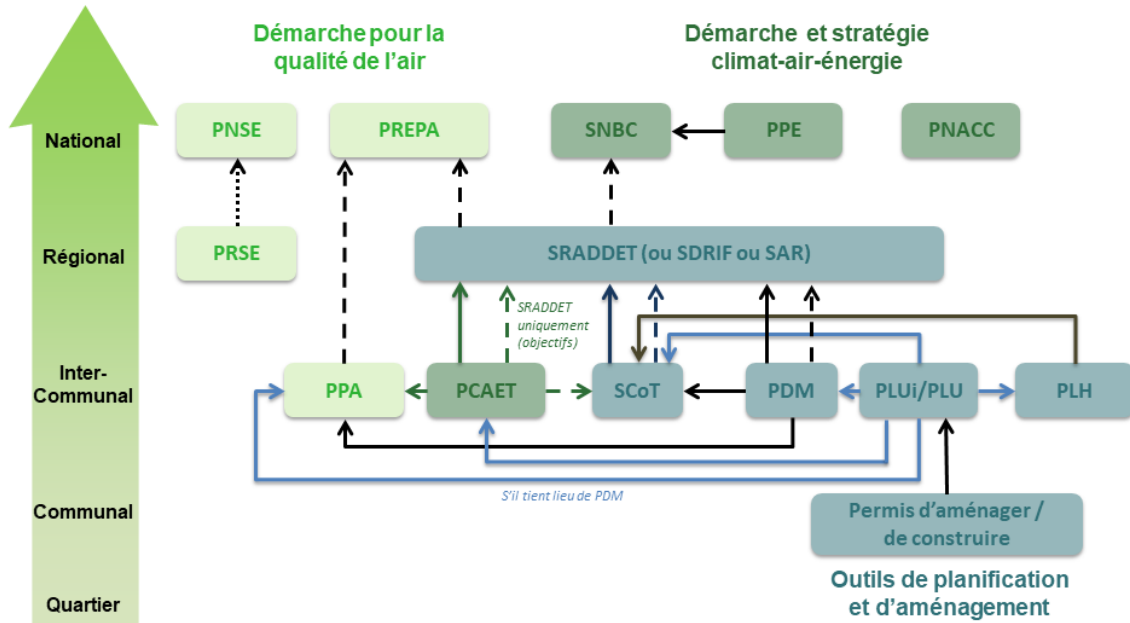 Démarche pour la
qualité de l'air
Démarche et stratégie
climat-air-énergie
National
PNSE
PREPA
SNBC
PPE
PNACC
Régional
PRSE
SRADDET (ou SDRIF ou SAR)
SRADDET
uniquement
(objectifs)
Inter-
Communal
PPA
PCAET
SCoT
PDM
PLUi/PLU
PLH
S'il tient lieu de PDM
Communal
Permis d'aménager /
de construire
Outils de planification
et d'aménagement
Quartier